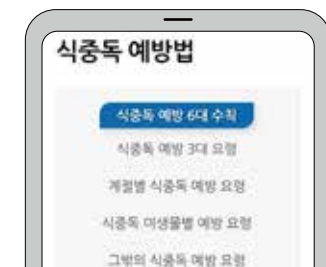 식중독 예방법
식중독 예방 6대 수칙
식중독 예방 3대 요령
계절별 식중독 예방 요령
식중독 미생물별 예방 요령
그밖의 식중독 예방 요령